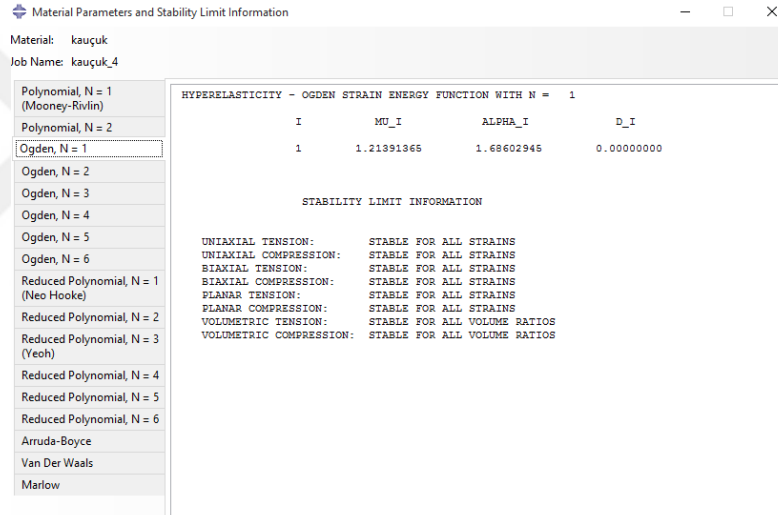 Material Parameters and Stability Limit Information
Material: kauçuk
Job Name: kauçuk_4
Polynomial, N = 1
(Mooney-Rivlin)
Polynomial, N = 2
Ogden, N = 1
Ogden, N = 2
Ogden, N = 3
Ogden, N = 4
Ogden, N = 5
Ogden, N = 6
Reduced Polynomial, N = 1
(Neo Hooke)
Reduced Polynomial, N = 2
Reduced Polynomial, N = 3
(Yeoh)
Reduced Polynomial, N = 4
Reduced Polynomial, N = 5
Reduced Polynomial, N = 6
Arruda-Boyce
Van Der Waals
Marlow
HYPERELASTICITY - OGDEN STRAIN ENERGY FUNCTION WITH N = 1
I MU_I ALPHA_I D_I
1 1.21391365 1.68602945 0.00000000
STABILITY LIMIT INFORMATION
UNIAXIAL TENSION: STABLE FOR ALL STRAINS
UNIAXIAL COMPRESSION: STABLE FOR ALL STRAINS
BIAXIAL TENSION: STABLE FOR ALL STRAINS
BIAXIAL COMPRESSION: STABLE FOR ALL STRAINS
PLANAR TENSION: STABLE FOR ALL STRAINS
PLANAR COMPRESSION: STABLE FOR ALL STRAINS
VOLUMETRIC TENSION: STABLE FOR ALL VOLUME RATIOS
VOLUMETRIC COMPRESSION: STABLE FOR ALL VOLUME RATIOS